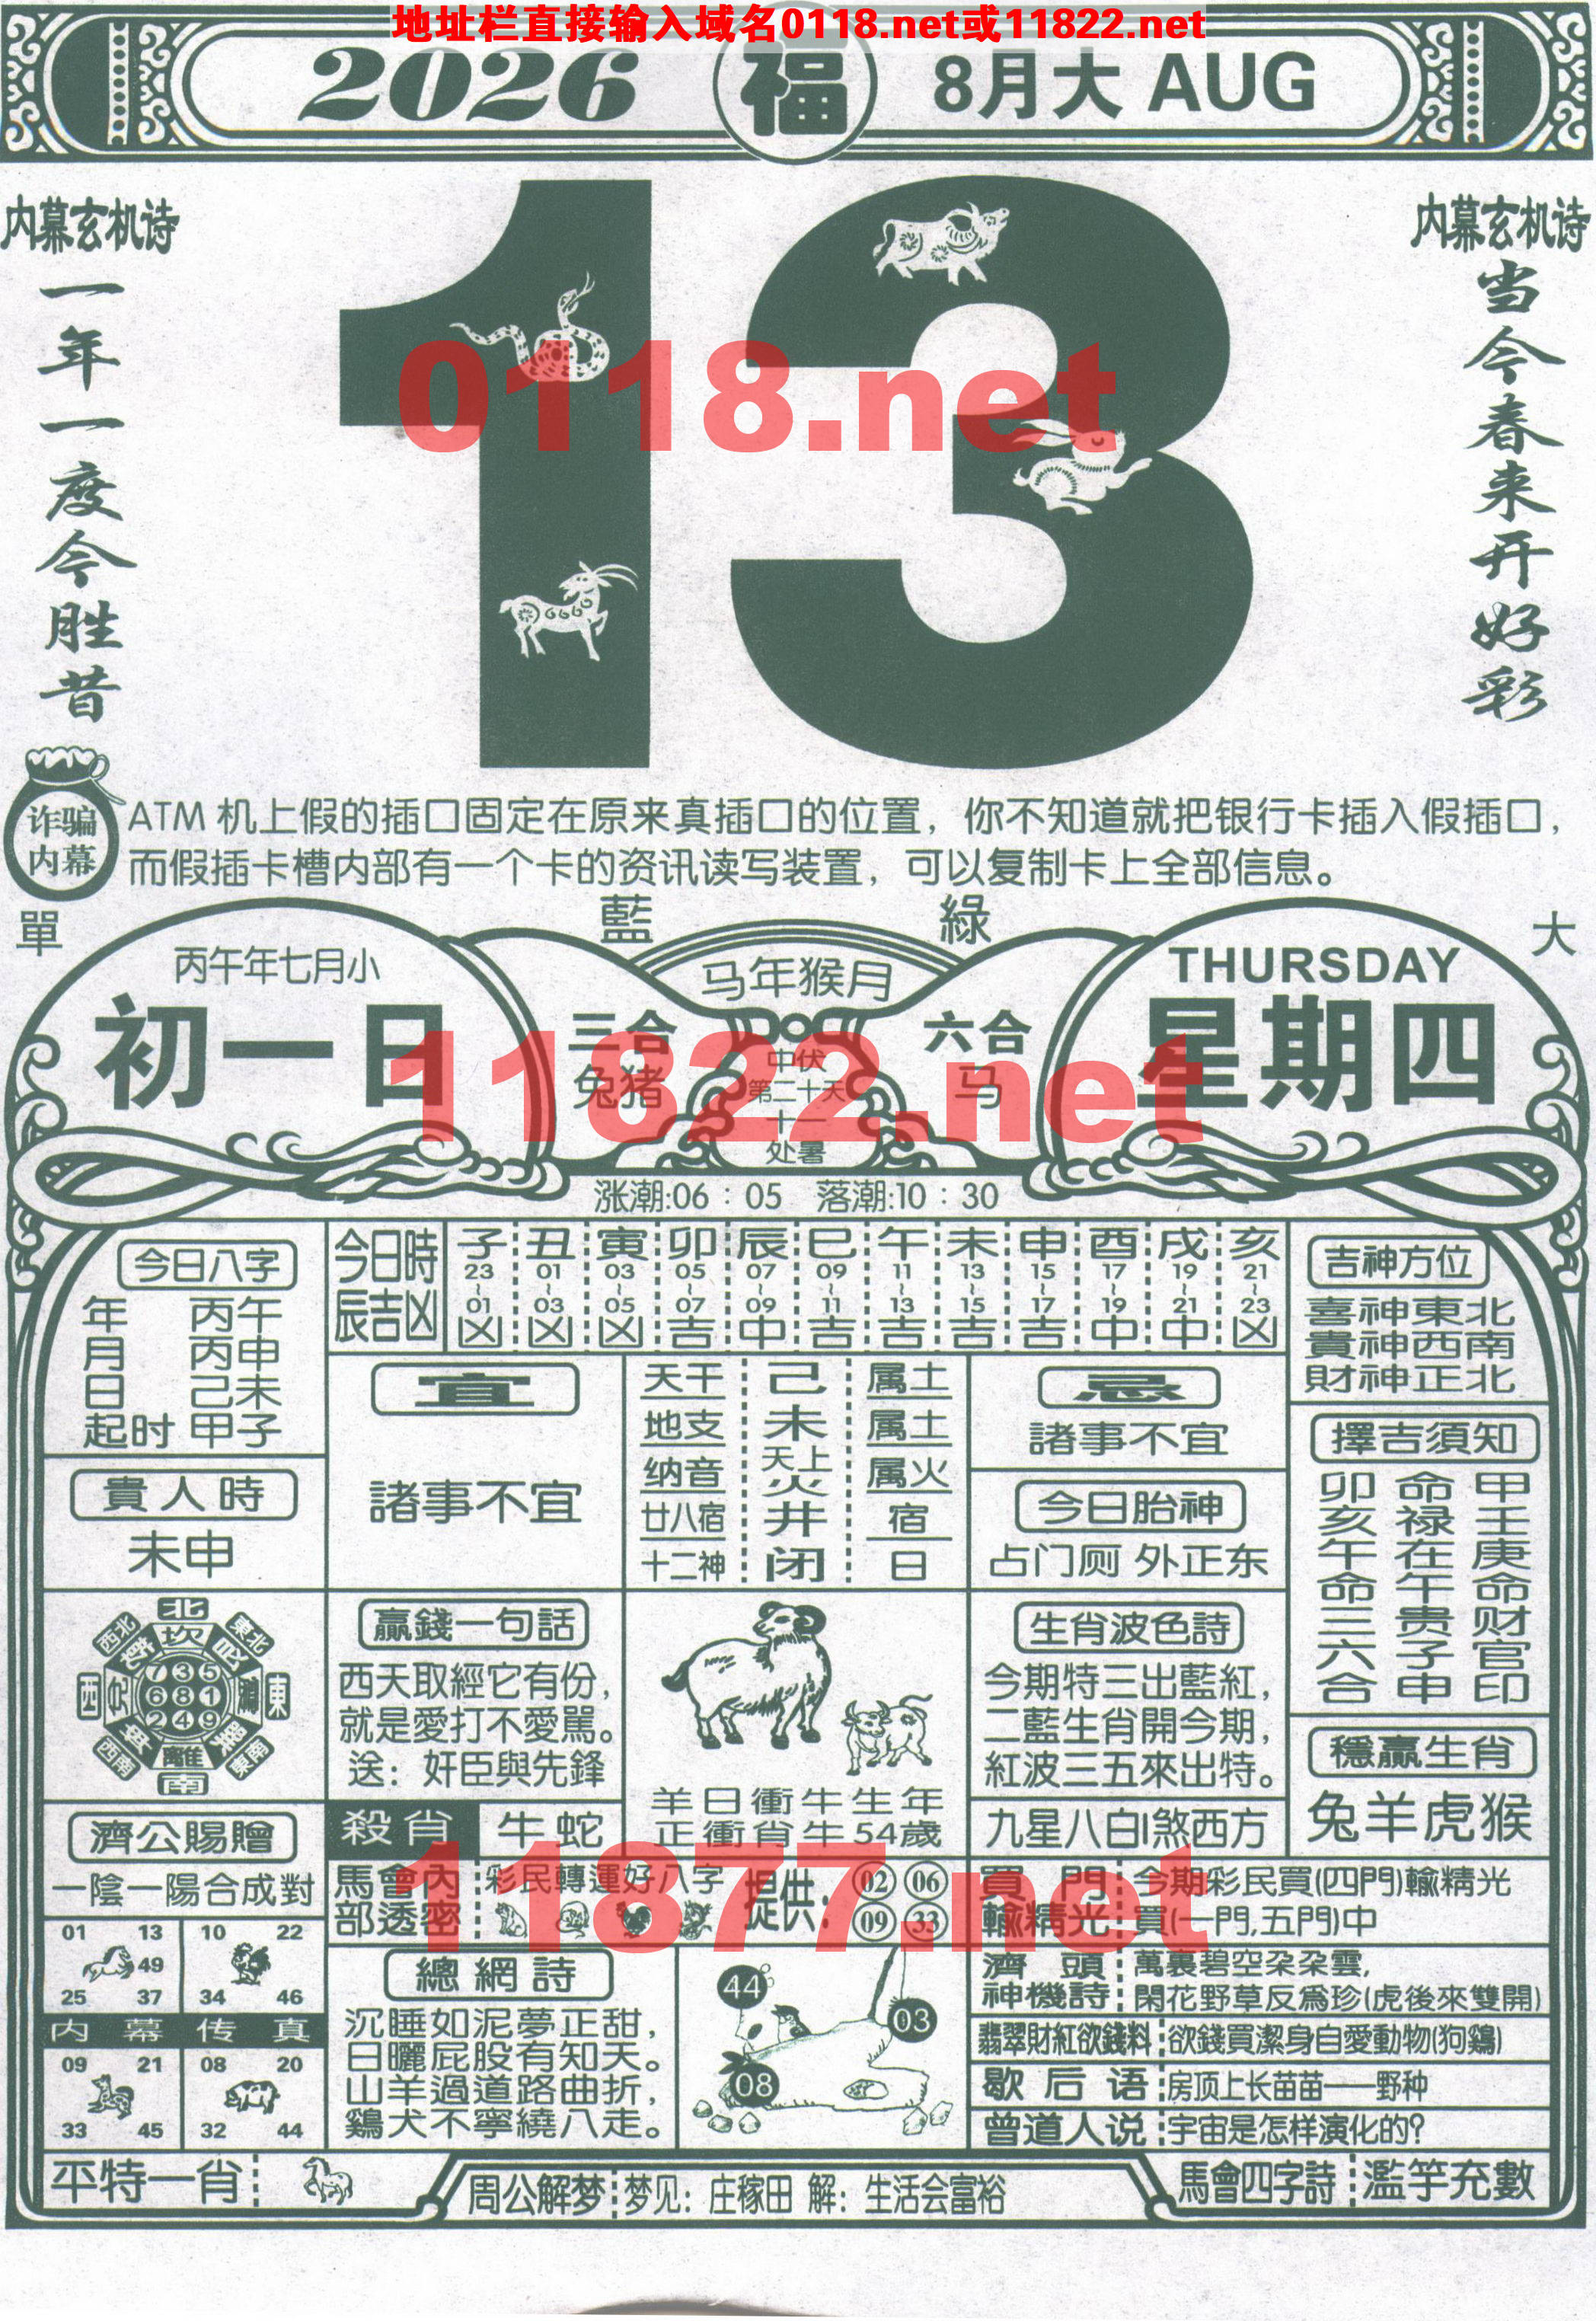 地址栏直接输入域名0118.net或11822.net
2026 福 8月大 AUG
内幕玄机诗
一年一度今胜昔
13
内幕玄机诗
当今春来开好彩
0118.net
诈骗内幕
ATM 机上假的插口固定在原来真插口的位置，你不知道就把银行卡插入假插口，
而假插卡槽内部有一个卡的资讯读写装置，可以复制卡上全部信息。
單 藍 綠 大
丙午年七月小
初一日
马年猴月
三合
兔猪
中伏
第二十天
十一
处暑
六合
马
THURSDAY
星期四
11822.net
涨潮:06：05 落潮:10：30
今日八字
年 丙午
月 丙申
日 己未
起时 甲子
今日時辰吉凶
子 丑 寅 卯 辰 巳 午 未 申 酉 戌 亥
23~01 01~03 03~05 05~07 07~09 09~11 11~13 13~15 15~17 17~19 19~21 21~23
凶 凶 凶 吉 中 吉 吉 吉 吉 中 中 凶
吉神方位
喜神東北
貴神西南
財神正北
貴人時
未申
宜
諸事不宜
天干 己 属土
地支 未 属土
纳音 天上火 属火
廿八宿 井 宿
十二神 闭 日
忌
諸事不宜
今日胎神
占门厕 外正东
擇吉須知
甲壬庚命财官印
命禄在午贵子申
卯亥午命三六合
北 東北 東 東南 南 西南 西 西北
坎 離
7 3 5
6 8 1
2 4 9
贏錢一句話
西天取經它有份，
就是愛打不愛罵。
送：奸臣與先鋒
羊日衝牛生年
正衝肖牛54歲
生肖波色詩
今期特三出藍紅，
二藍生肖開今期，
紅波三五來出特。
穩贏生肖
兔羊虎猴
濟公賜贈
一陰一陽合成對
殺肖 牛蛇
九星八白 煞西方
馬會內部透密
彩民轉運好八字
提供：
02 06
09 33
11877.net
買門輸精光
今期彩民買(四門)輸精光
買(一門,五門)中
01 13 49 25 37
10 22 34 46
内幕传真
09 21 33 45
08 20 32 44
總網詩
沉睡如泥夢正甜，
日曬屁股有知天。
山羊過道路曲折，
鷄犬不寧繞八走。
44
03
08
濟頭神機詩
萬裏碧空朵朵雲，
閑花野草反爲珍(虎後來雙開)
翡翠財紅欲錢料 欲錢買潔身自愛動物(狗鷄)
歇后语 房顶上长苗苗——野种
曾道人说 宇宙是怎样演化的?
平特一肖
周公解梦 梦见：庄稼田 解：生活会富裕
馬會四字詩 濫竽充數